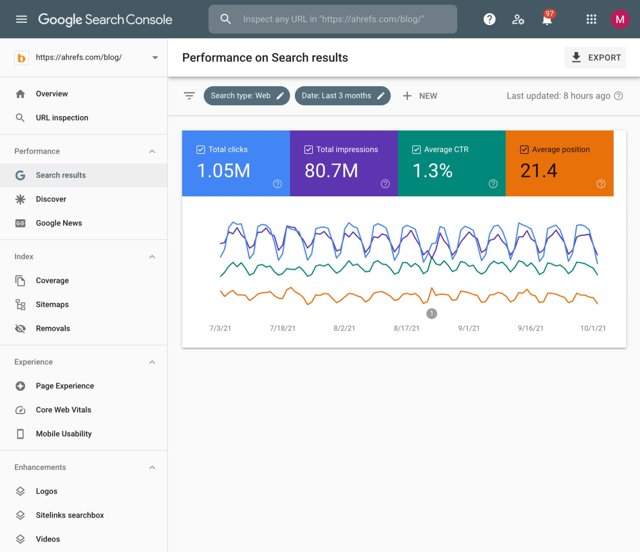 Google Search Console
Inspect any URL in "https://ahrefs.com/blog/"
97
M
b
https://ahrefs.com/blog/
Overview
URL inspection
Performance
Search results
Discover
Google News
Index
Coverage
Sitemaps
Removals
Experience
Page Experience
Core Web Vitals
Mobile Usability
Enhancements
Logos
Sitelinks searchbox
Videos
Performance on Search results
EXPORT
Search type: Web
Date: Last 3 months
NEW
Last updated: 8 hours ago
Total clicks
1.05M
Total impressions
80.7M
Average CTR
1.3%
Average position
21.4
1
7/3/21
7/18/21
8/2/21
8/17/21
9/1/21
9/16/21
10/1/21